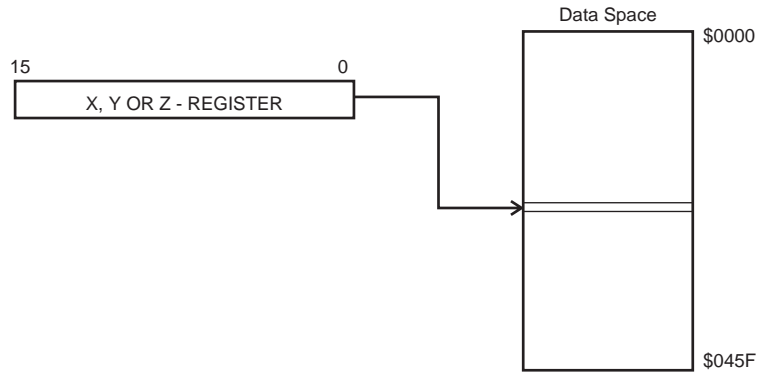 Data Space
$0000
15 0
X, Y OR Z - REGISTER
$045F